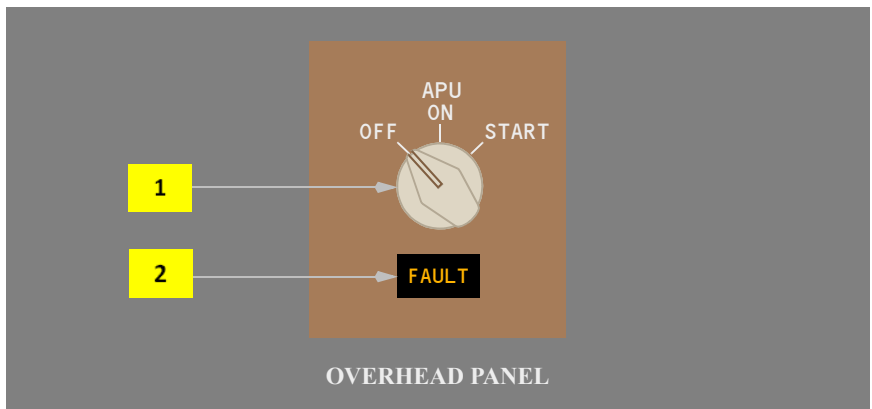 APU
ON
OFF
START
1
2
FAULT
OVERHEAD PANEL